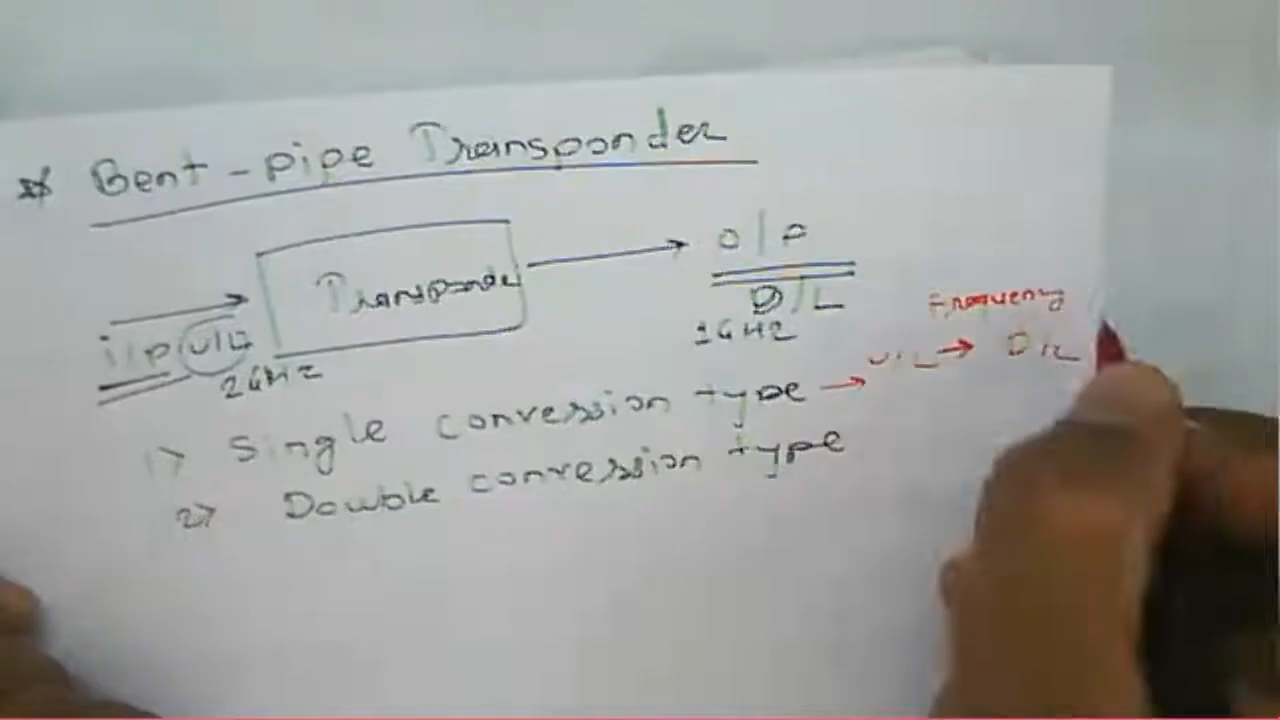 * Bent-pipe Transponder
Transponder
o/p
D/L
1GHz
i/p U/L
2GHz
Frequency
1) Single conversion type → U/L → D/L
2) Double conversion type